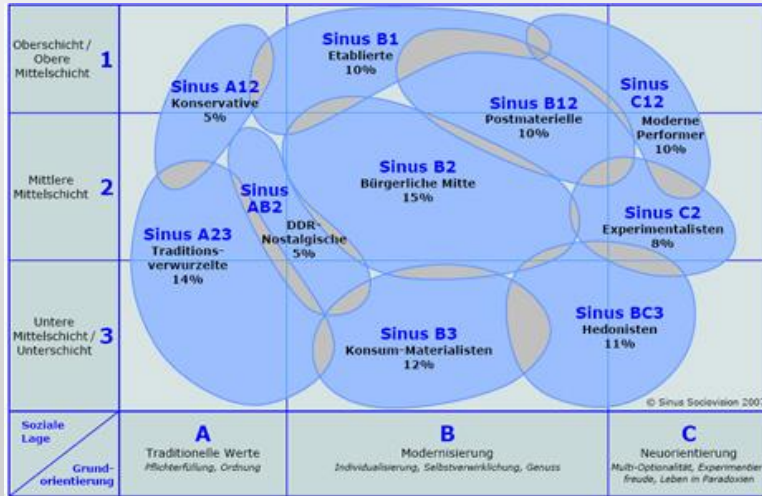 Oberschicht /
Obere
Mittelschicht
1
Sinus B1
Etablierte
10%
Sinus A12
Konservative
5%
Sinus B12
Postmaterielle
10%
Sinus
C12
Moderne
Performer
10%
Mittlere
Mittelschicht
2
Sinus
AB2
DDR-
Nostalgische
5%
Sinus B2
Bürgerliche Mitte
15%
Sinus C2
Experimentalisten
8%
Sinus A23
Traditions-
verwurzelte
14%
Untere
Mittelschicht /
Unterschicht
3
Sinus B3
Konsum-Materialisten
12%
Sinus BC3
Hedonisten
11%
© Sinus Sociovision 2007
Soziale
Lage
Grund-
orientierung
A
Traditionelle Werte
Pflichterfüllung, Ordnung
B
Modernisierung
Individualisierung, Selbstverwirklichung, Genuss
C
Neuorientierung
Multi-Optionalität, Experimentier-
freude, Leben in Paradoxien